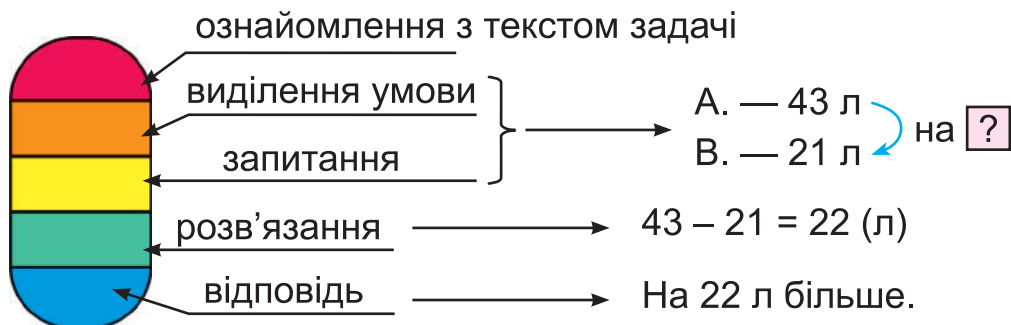 ознайомлення з текстом задачі
виділення умови
запитання
А. — 43 л
В. — 21 л
на ?
розв’язання
43 – 21 = 22 (л)
відповідь
На 22 л більше.